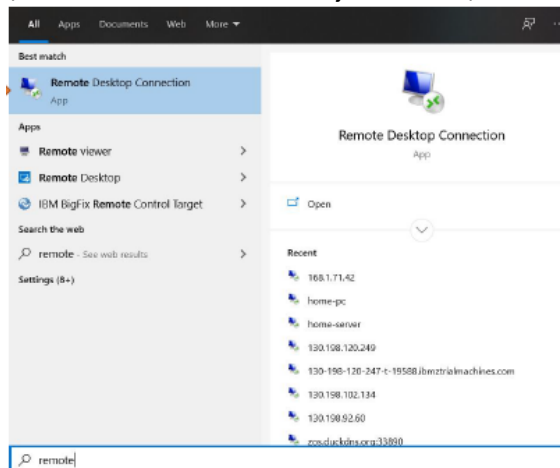 All Apps Documents Web More
Best match
Remote Desktop Connection
App
Apps
Remote viewer
Remote Desktop
IBM BigFix Remote Control Target
Search the web
remote - See web results
Settings (8+)
Remote Desktop Connection
App
Open
Recent
168.1.71.42
home-pc
home-server
130.198.120.249
130-198-120-247-t-19588.ibmztrialmachines.com
130.198.102.134
130.198.92.60
zos.duckdns.org:33890
remote